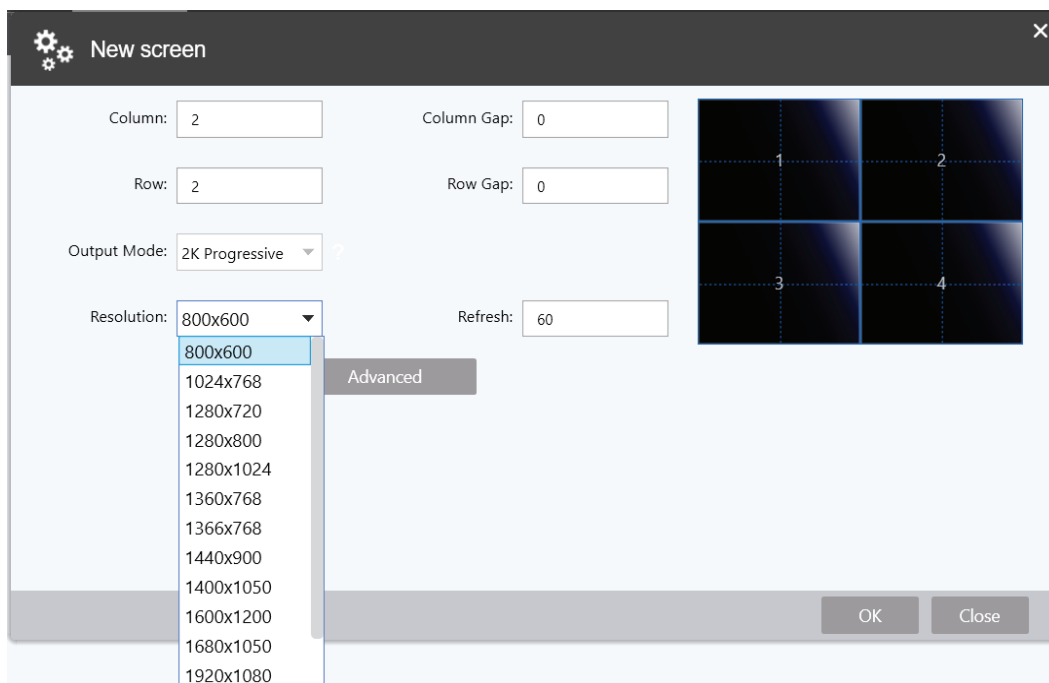 New screen
Column: 2 Column Gap: 0
Row: 2 Row Gap: 0
Output Mode: 2K Progressive ?
Resolution: 800x600 Refresh: 60
1 2
3 4
800x600
1024x768
1280x720
1280x800
1280x1024
1360x768
1366x768
1440x900
1400x1050
1600x1200
1680x1050
1920x1080
Advanced
OK Close